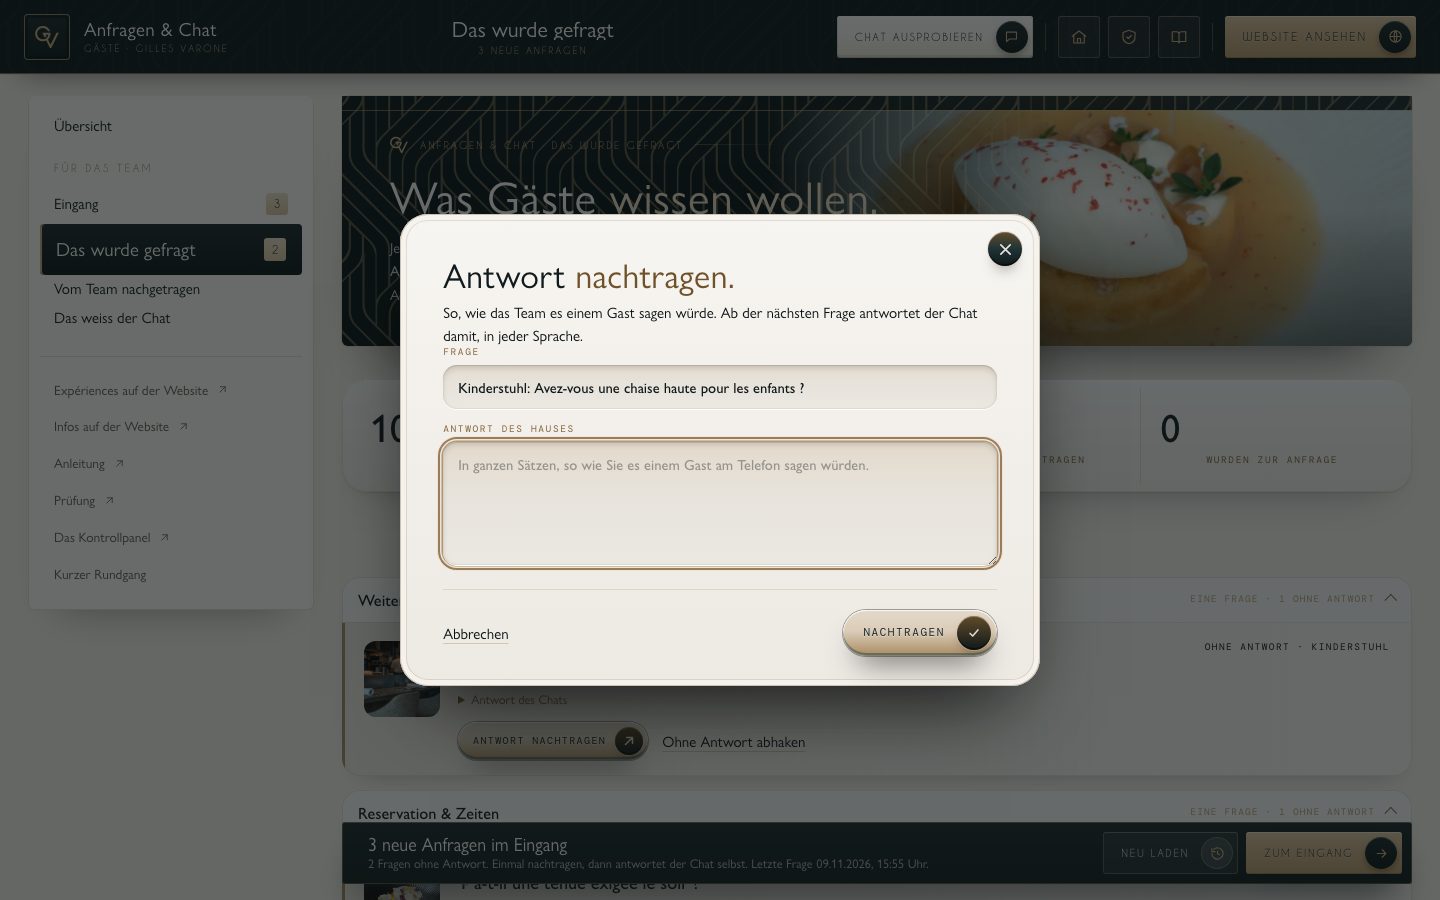 Anfragen & Chat
GÄSTE · GILLES VARONE
Das wurde gefragt
3 NEUE ANFRAGEN
CHAT AUSPROBIEREN
WEBSITE ANSEHEN
Übersicht
FÜR DAS TEAM
Eingang 3
Das wurde gefragt 2
Vom Team nachgetragen
Das weiss der Chat
Expériences auf der Website
Infos auf der Website
Anleitung
Prüfung
Das Kontrollpanel
Kurzer Rundgang
ANFRAGEN & CHAT · DAS WURDE GEFRAGT
Was Gäste wissen wollen.
Antwort nachtragen.
So, wie das Team es einem Gast sagen würde. Ab der nächsten Frage antwortet der Chat
damit, in jeder Sprache.
FRAGE
Kinderstuhl: Avez-vous une chaise haute pour les enfants ?
ANTWORT DES HAUSES
In ganzen Sätzen, so wie Sie es einem Gast am Telefon sagen würden.
Abbrechen
NACHTRAGEN
0
WURDEN ZUR ANFRAGE
EINE FRAGE · 1 OHNE ANTWORT
OHNE ANTWORT · KINDERSTUHL
Antwort des Chats
ANTWORT NACHTRAGEN
Ohne Antwort abhaken
Reservation & Zeiten
EINE FRAGE · 1 OHNE ANTWORT
3 neue Anfragen im Eingang
2 Fragen ohne Antwort. Einmal nachtragen, dann antwortet der Chat selbst. Letzte Frage 09.11.2026, 15:55 Uhr.
NEU LADEN
ZUM EINGANG